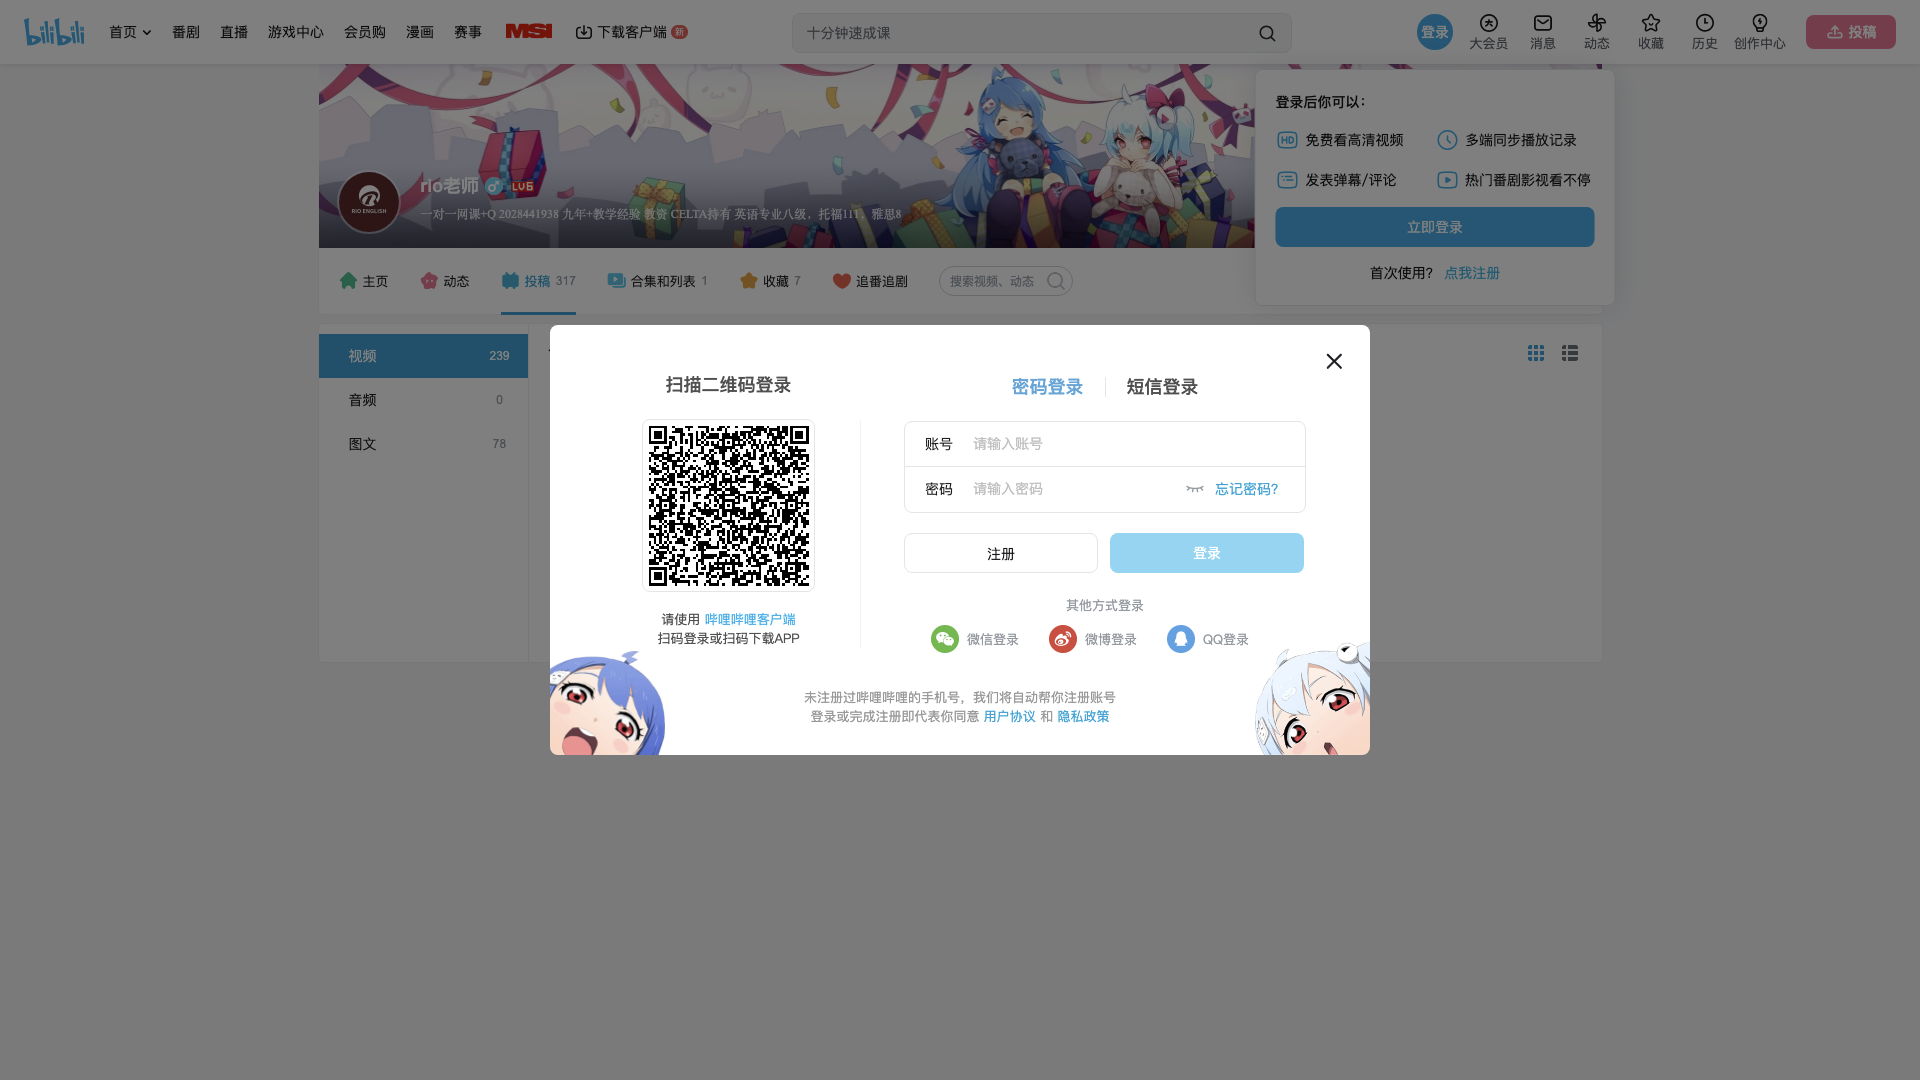 bilibili
首页
番剧
直播
游戏中心
会员购
漫画
赛事
MSI
下载客户端
新
十分钟速成课
登录
大会员
消息
动态
收藏
历史
创作中心
投稿
登录后你可以：
HD 免费看高清视频
多端同步播放记录
发表弹幕/评论
热门番剧影视看不停
立即登录
首次使用？ 点我注册
RIO ENGLISH
rio老师 LV6
一对一网课+Q 2028441938 九年+教学经验 教资 CELTA持有 英语专业八级，托福111，雅思8
主页
动态
投稿 317
合集和列表 1
收藏 7
追番追剧
搜索视频、动态
视频 239
音频 0
图文 78
扫描二维码登录
请使用 哔哩哔哩客户端
扫码登录或扫码下载APP
密码登录
短信登录
账号 请输入账号
密码 请输入密码
忘记密码？
注册
登录
其他方式登录
微信登录
微博登录
QQ登录
未注册过哔哩哔哩的手机号，我们将自动帮你注册账号
登录或完成注册即代表你同意 用户协议 和 隐私政策